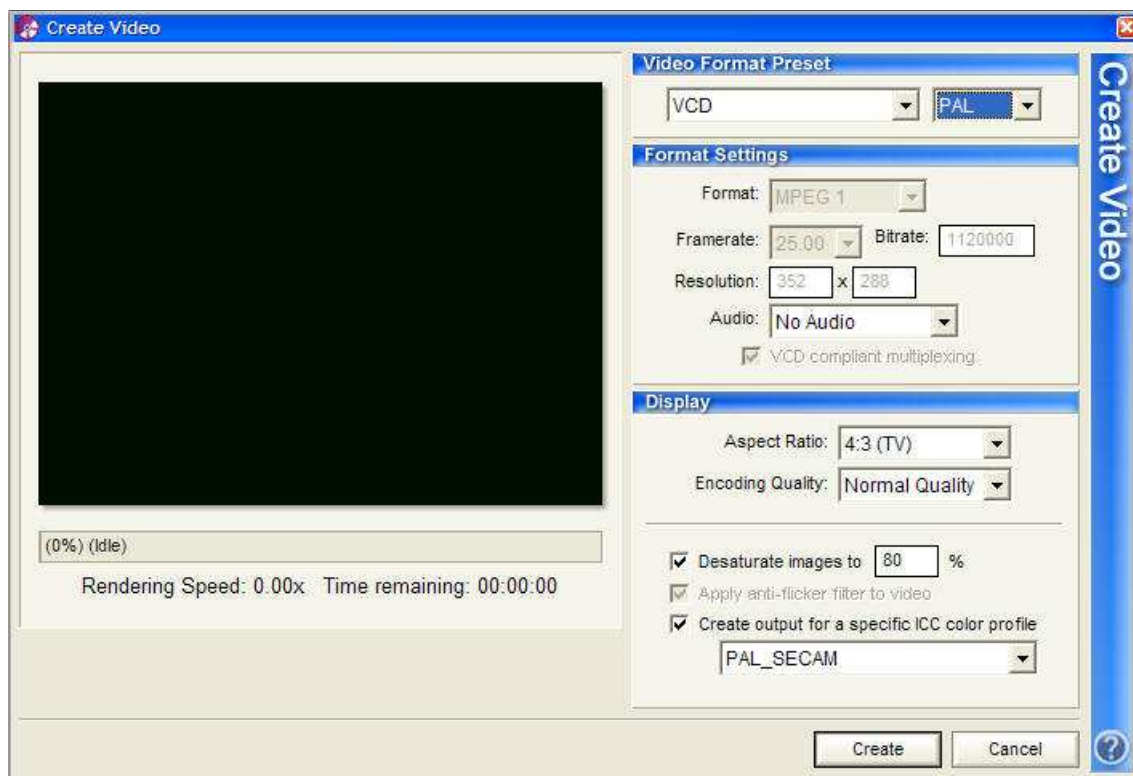 Create Video
Video Format Preset
VCD PAL
Format Settings
Format: MPEG 1
Framerate: 25.00 Bitrate: 1120000
Resolution: 352 x 288
Audio: No Audio
VCD compliant multiplexing
Display
Aspect Ratio: 4:3 (TV)
Encoding Quality: Normal Quality
Desaturate images to 80 %
Apply anti-flicker filter to video
Create output for a specific ICC color profile
PAL_SECAM
(0%) (Idle)
Rendering Speed: 0.00x Time remaining: 00:00:00
Create Cancel
Create Video
?